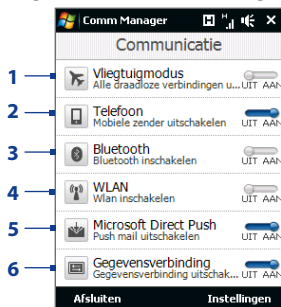 Comm Manager
Communicatie
1 Vliegtuigmodus
Alle draadloze verbindingen u... UIT AAN
2 Telefoon
Mobiele zender uitschakelen UIT AAN
3 Bluetooth
Bluetooth inschakelen UIT AAN
4 WLAN
Wlan inschakelen UIT AAN
5 Microsoft Direct Push
Push mail uitschakelen UIT AAN
6 Gegevensverbinding
Gegevensverbinding uitschak... UIT AAN
Afsluiten Instellingen